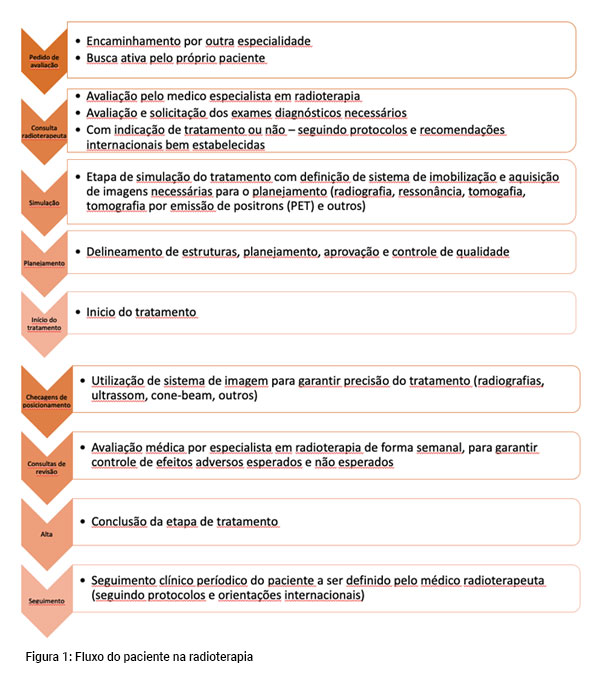 Pedido de
avaliacão
• Encaminhamento por outra especialidade
• Busca ativa pelo próprio paciente
Consulta
radioterapeuta
• Avaliação pelo medico especialista em radioterapia
• Avaliação e solicitação dos exames diagnósticos necessários
• Com indicação de tratamento ou não – seguindo protocolos e recomendações
internacionais bem estabelecidas
Simulação
• Etapa de simulação do tratamento com definição de sistema de imobilização e aquisição
de imagens necessárias para o planejamento (radiografia, ressonância, tomogafia,
tomografia por emissão de positrons (PET) e outros)
Planejamento
• Delineamento de estruturas, planejamento, aprovação e controle de qualidade
Início do
tratamento
• Inicio do tratamento
Checagens de
posicionamento
• Utilização de sistema de imagem para garantir precisão do tratamento (radiografias,
ultrassom, cone-beam, outros)
Consultas de
revisão
• Avaliação médica por especialista em radioterapia de forma semanal, para garantir
controle de efeitos adversos esperados e não esperados
Alta
• Conclusão da etapa de tratamento
Seguimento
• Seguimento clínico períodico do paciente a ser definido pelo médico radioterapeuta
(seguindo protocolos e orientações internacionais)
Figura 1: Fluxo do paciente na radioterapia